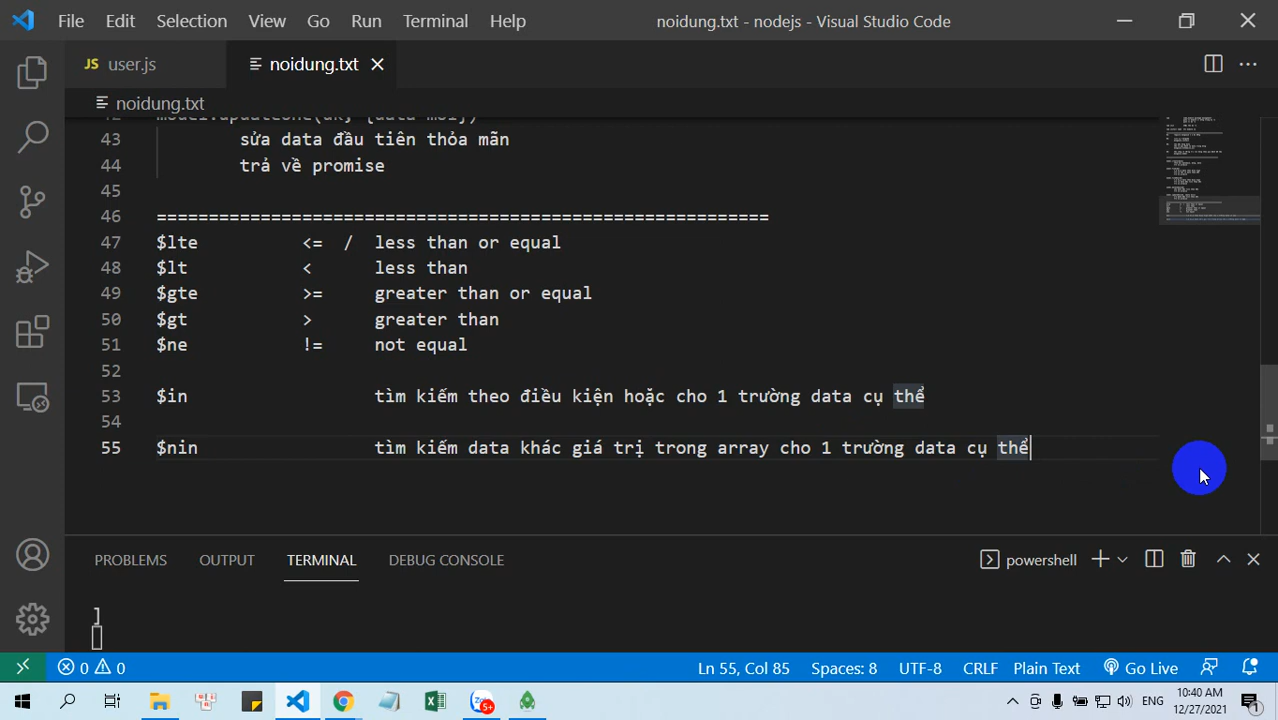 File Edit Selection View Go Run Terminal Help noidung.txt - nodejs - Visual Studio Code
JS user.js noidung.txt
noidung.txt
43 sửa data đầu tiên thỏa mãn
44 trả về promise
45
46 ===========================================================
47 $lte <= / less than or equal
48 $lt < less than
49 $gte >= greater than or equal
50 $gt > greater than
51 $ne != not equal
52
53 $in tìm kiếm theo điều kiện hoặc cho 1 trường data cụ thể
54
55 $nin tìm kiếm data khác giá trị trong array cho 1 trường data cụ thể
PROBLEMS OUTPUT TERMINAL DEBUG CONSOLE powershell
]
0 0 Ln 55, Col 85 Spaces: 8 UTF-8 CRLF Plain Text Go Live
ENG 10:40 AM
12/27/2021